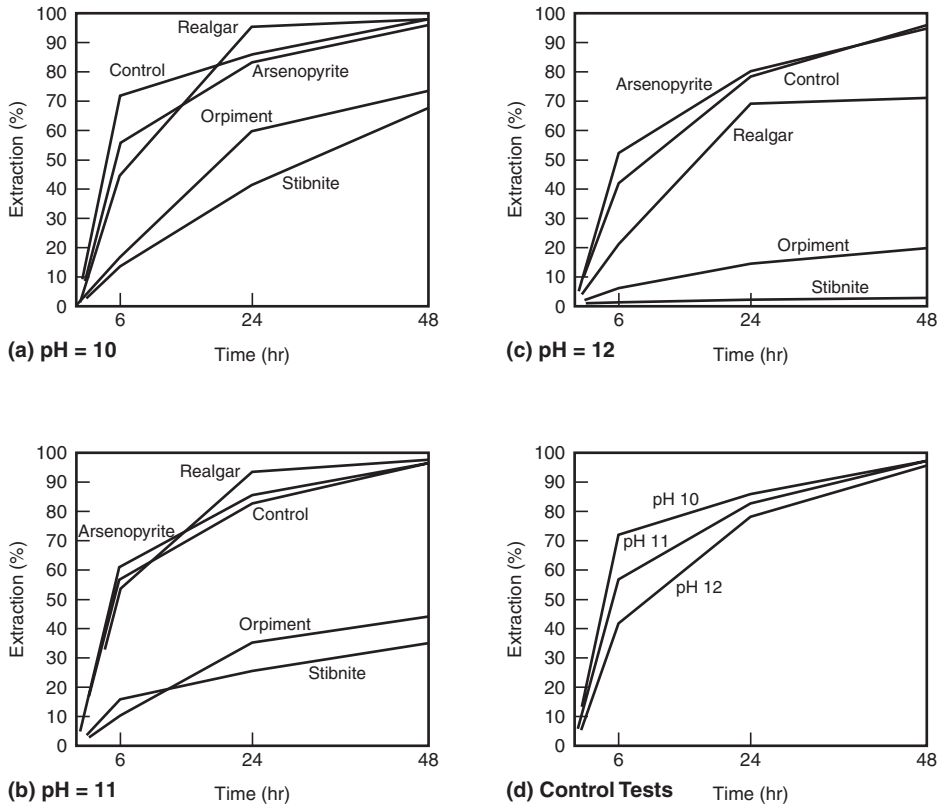 100
90
80
70
60
50
40
30
20
10
0
Extraction (%)
Realgar
Control
Arsenopyrite
Orpiment
Stibnite
6 24 48
(a) pH = 10 Time (hr)
100
90
80
70
60
50
40
30
20
10
0
Extraction (%)
Arsenopyrite
Control
Realgar
Orpiment
Stibnite
6 24 48
(c) pH = 12 Time (hr)
100
90
80
70
60
50
40
30
20
10
0
Extraction (%)
Realgar
Arsenopyrite
Control
Orpiment
Stibnite
6 24 48
(b) pH = 11 Time (hr)
100
90
80
70
60
50
40
30
20
10
0
Extraction (%)
pH 10
pH 11
pH 12
6 24 48
(d) Control Tests Time (hr)